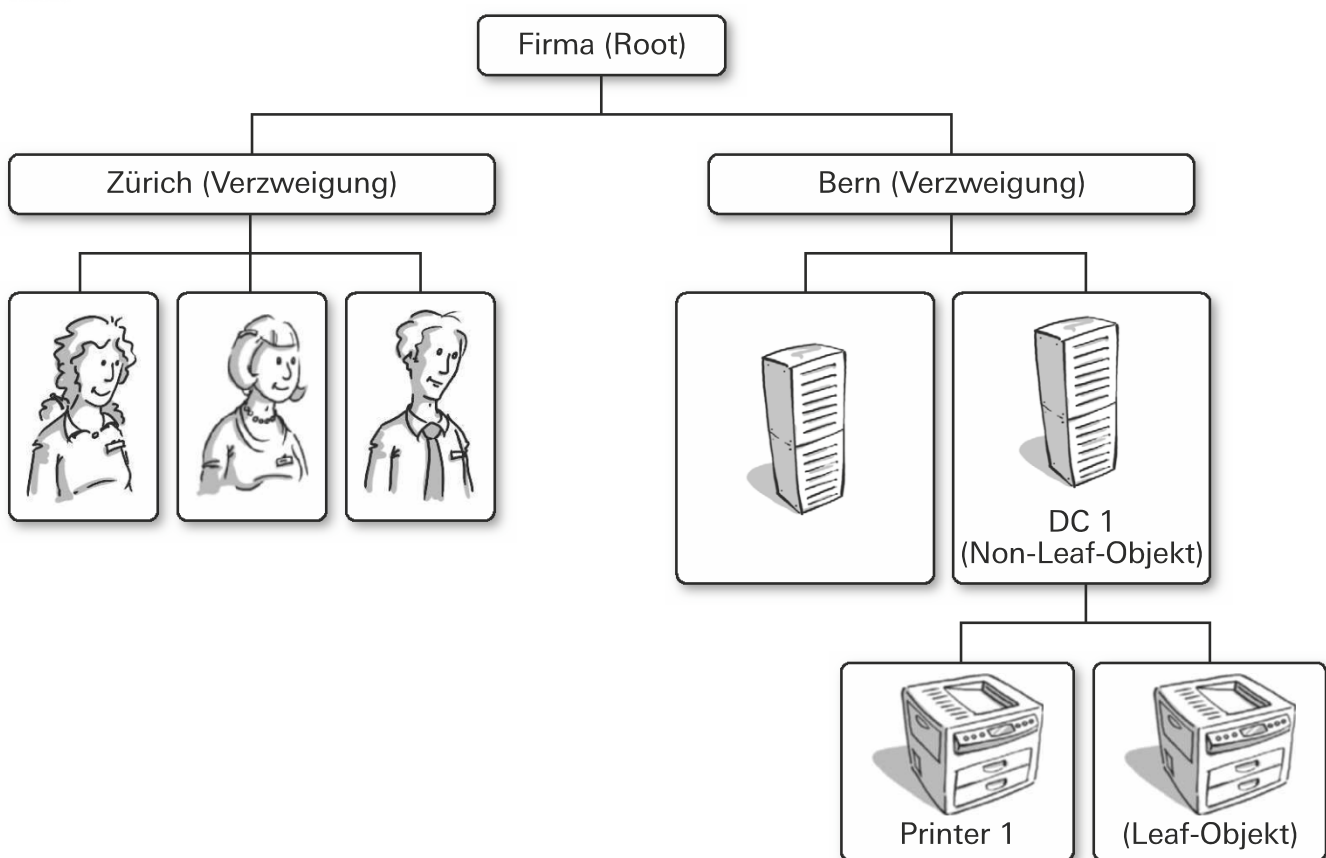 Firma (Root)
Zürich (Verzweigung)
Bern (Verzweigung)
DC 1
(Non-Leaf-Objekt)
Printer 1
(Leaf-Objekt)